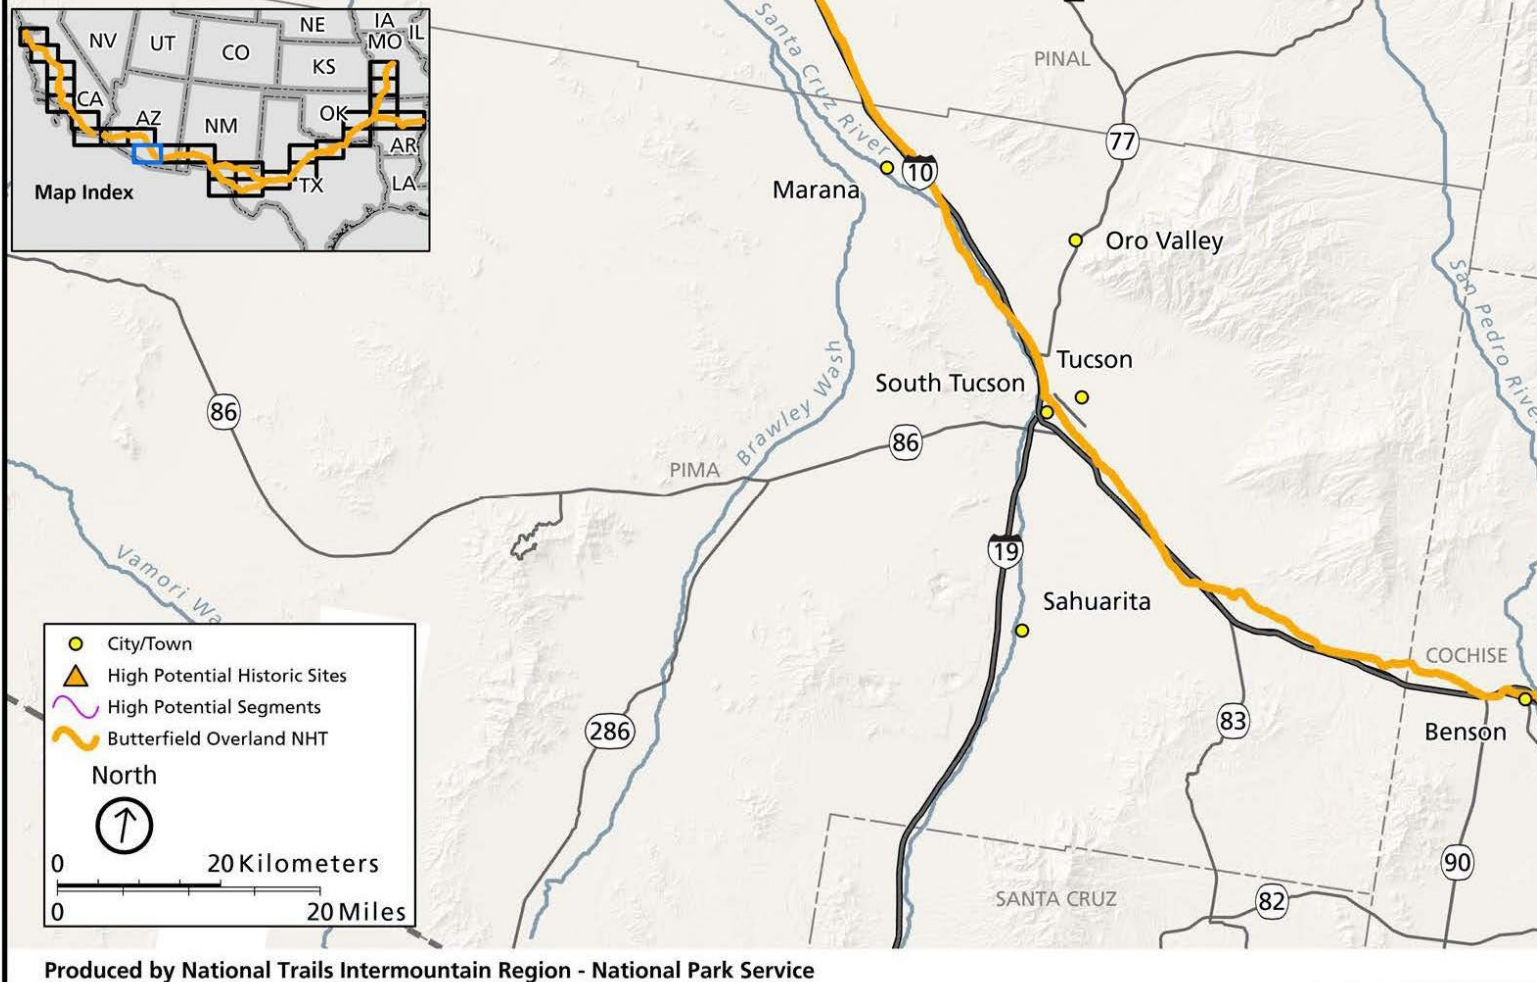 NV
UT
CO
NE
IA
IL
MO
KS
CA
AZ
NM
OK
AR
TX
LA
Map Index
Santa Cruz River
PINAL
77
10
Marana
Oro Valley
San Pedro River
Tucson
South Tucson
Brawley Wash
86
86
PIMA
19
Vamori Wa
Sahuarita
COCHISE
286
83
Benson
90
SANTA CRUZ
82
City/Town
High Potential Historic Sites
High Potential Segments
Butterfield Overland NHT
North
0 20 Kilometers
0 20 Miles
Produced by National Trails Intermountain Region - National Park Service